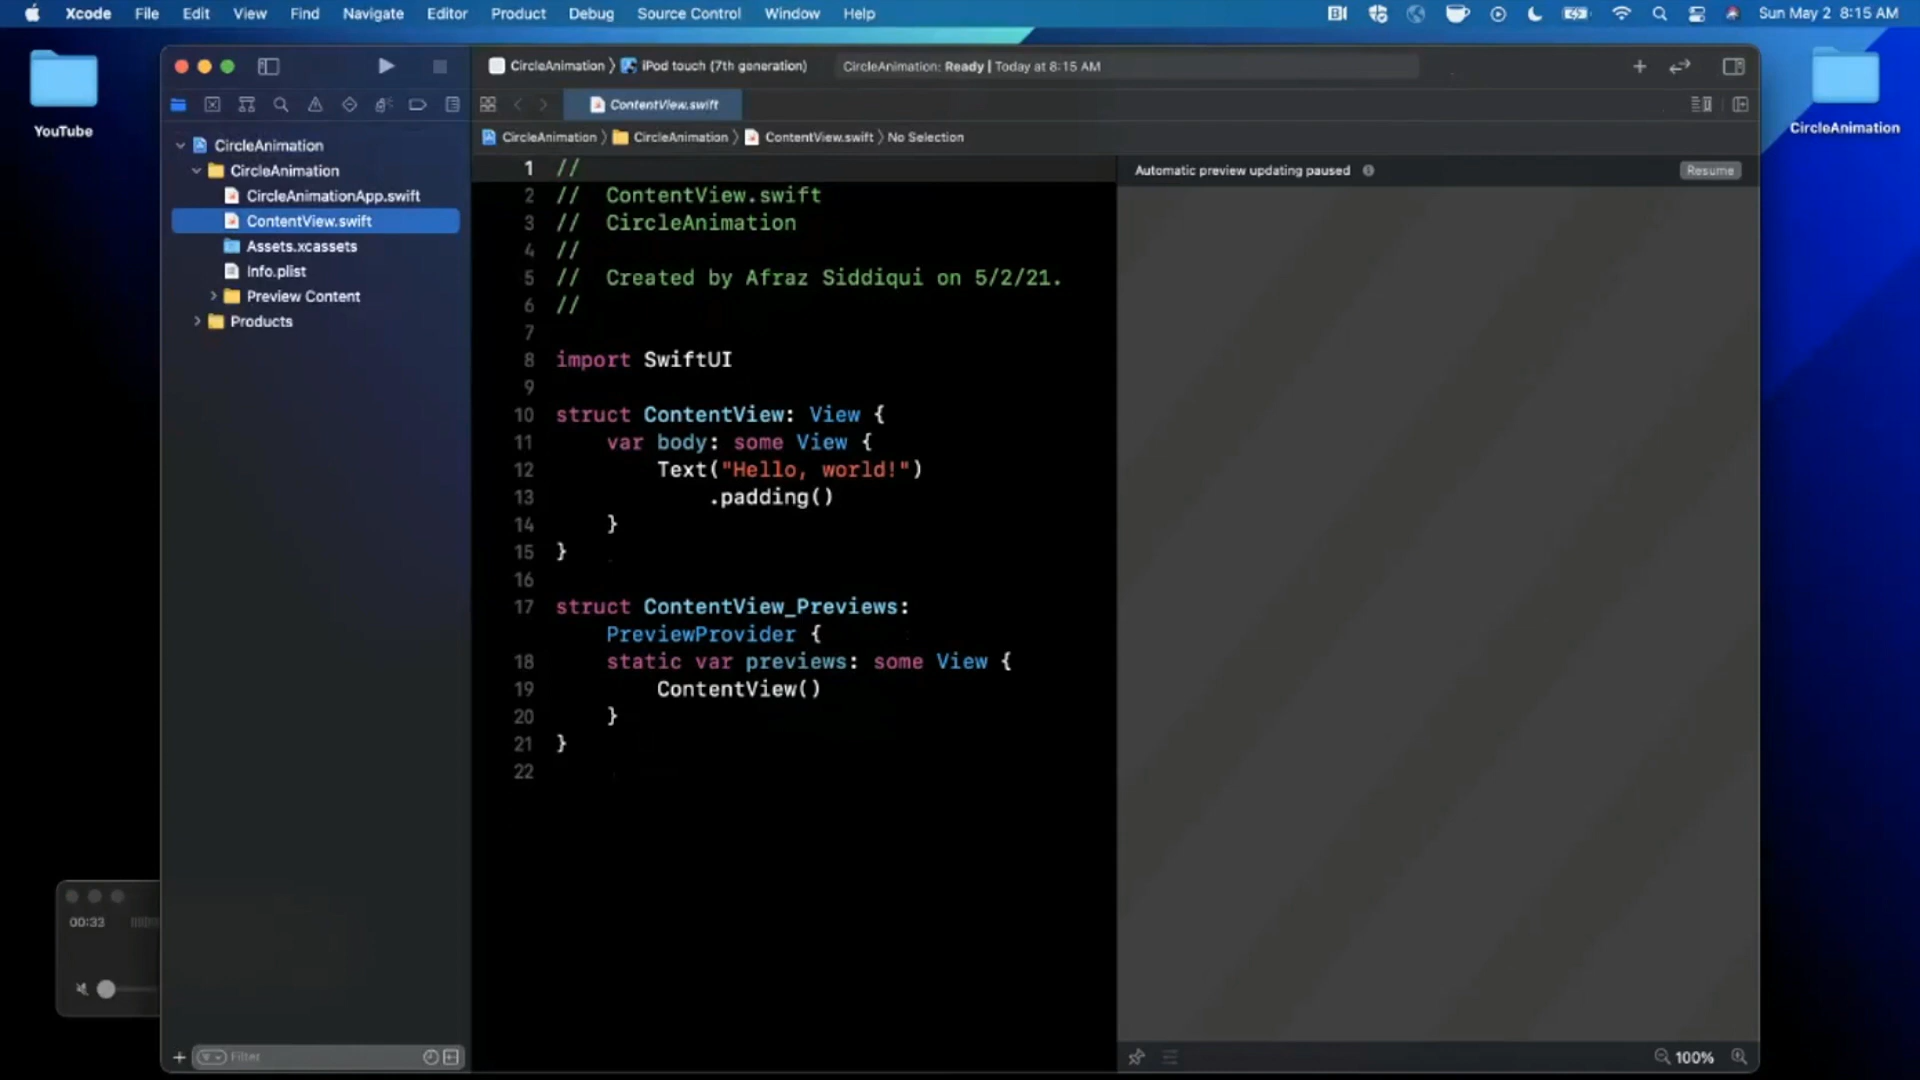 Xcode File Edit View Find Navigate Editor Product Debug Source Control Window Help Sun May 2 8:15 AM
YouTube
CircleAnimation
CircleAnimation iPod touch (7th generation) CircleAnimation: Ready | Today at 8:15 AM
ContentView.swift
CircleAnimation CircleAnimation ContentView.swift No Selection
CircleAnimation
CircleAnimation
CircleAnimationApp.swift
ContentView.swift
Assets.xcassets
Info.plist
Preview Content
Products
Automatic preview updating paused Resume
1 //
2 // ContentView.swift
3 // CircleAnimation
4 //
5 // Created by Afraz Siddiqui on 5/2/21.
6 //
7
8 import SwiftUI
9
10 struct ContentView: View {
11 var body: some View {
12 Text("Hello, world!")
13 .padding()
14 }
15 }
16
17 struct ContentView_Previews:
PreviewProvider {
18 static var previews: some View {
19 ContentView()
20 }
21 }
22
00:33
Filter
100%